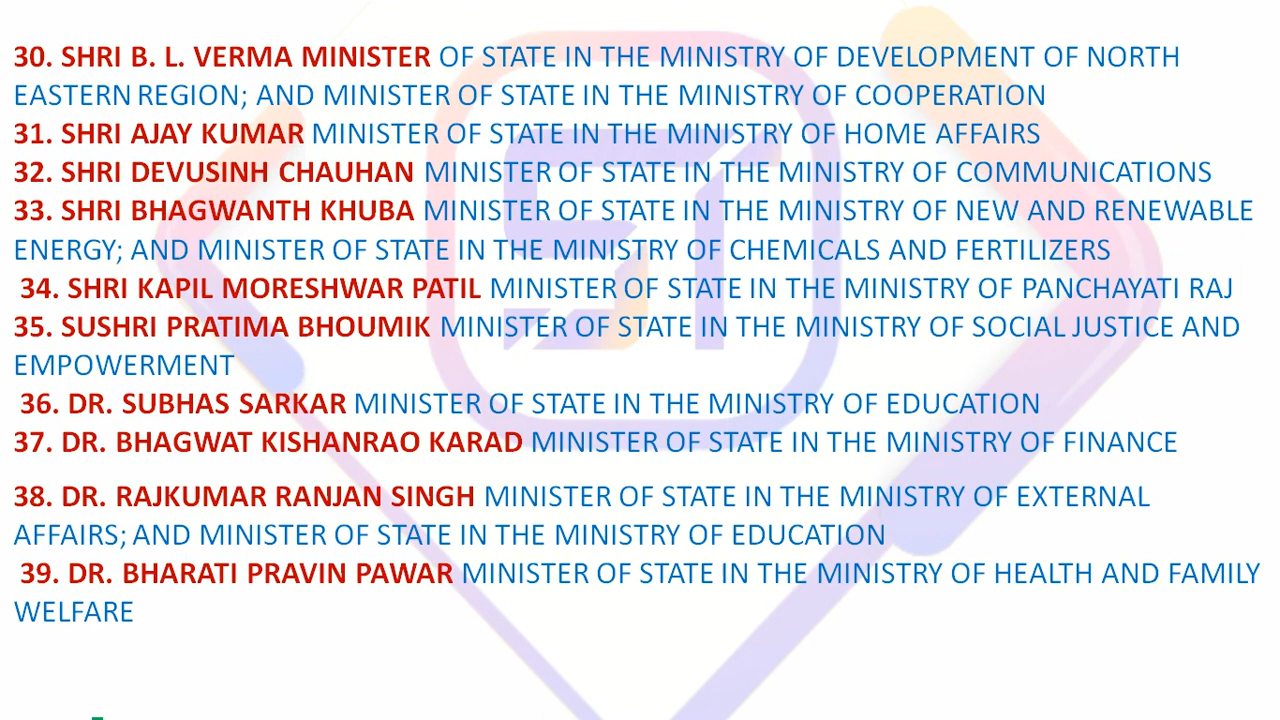 30. SHRI B. L. VERMA MINISTER OF STATE IN THE MINISTRY OF DEVELOPMENT OF NORTH
EASTERN REGION; AND MINISTER OF STATE IN THE MINISTRY OF COOPERATION
31. SHRI AJAY KUMAR MINISTER OF STATE IN THE MINISTRY OF HOME AFFAIRS
32. SHRI DEVUSINH CHAUHAN MINISTER OF STATE IN THE MINISTRY OF COMMUNICATIONS
33. SHRI BHAGWANTH KHUBA MINISTER OF STATE IN THE MINISTRY OF NEW AND RENEWABLE
ENERGY; AND MINISTER OF STATE IN THE MINISTRY OF CHEMICALS AND FERTILIZERS
34. SHRI KAPIL MORESHWAR PATIL MINISTER OF STATE IN THE MINISTRY OF PANCHAYATI RAJ
35. SUSHRI PRATIMA BHOUMIK MINISTER OF STATE IN THE MINISTRY OF SOCIAL JUSTICE AND
EMPOWERMENT
36. DR. SUBHAS SARKAR MINISTER OF STATE IN THE MINISTRY OF EDUCATION
37. DR. BHAGWAT KISHANRAO KARAD MINISTER OF STATE IN THE MINISTRY OF FINANCE
38. DR. RAJKUMAR RANJAN SINGH MINISTER OF STATE IN THE MINISTRY OF EXTERNAL
AFFAIRS; AND MINISTER OF STATE IN THE MINISTRY OF EDUCATION
39. DR. BHARATI PRAVIN PAWAR MINISTER OF STATE IN THE MINISTRY OF HEALTH AND FAMILY
WELFARE